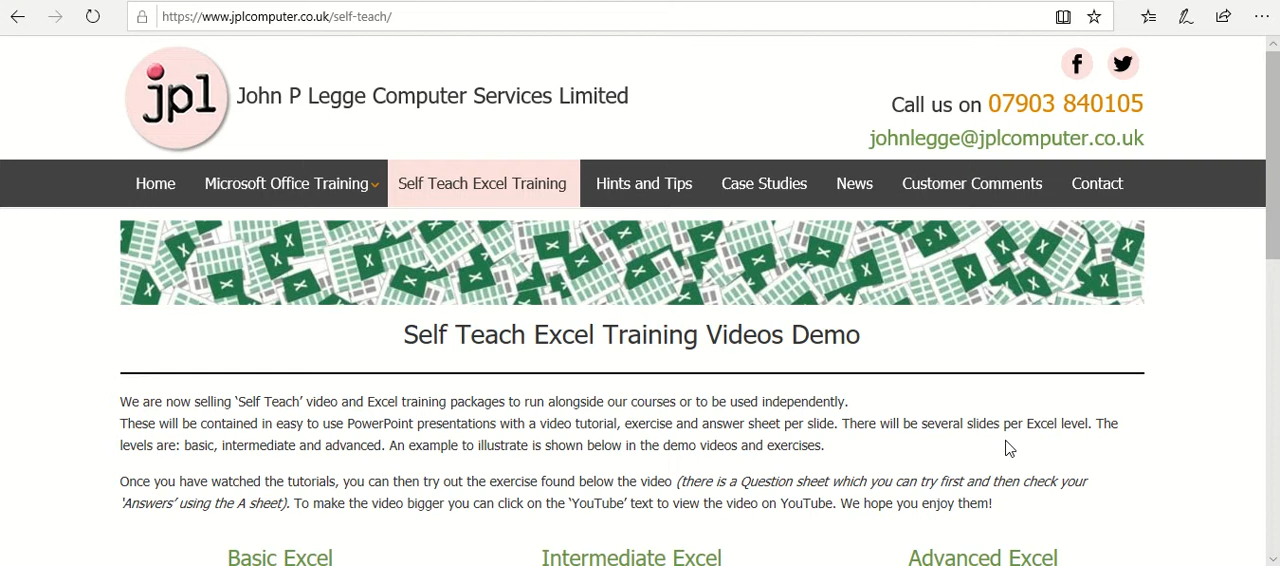 https://www.jplcomputer.co.uk/self-teach/
jpl
John P Legge Computer Services Limited
Call us on 07903 840105
johnlegge@jplcomputer.co.uk
Home Microsoft Office Training Self Teach Excel Training Hints and Tips Case Studies News Customer Comments Contact
Self Teach Excel Training Videos Demo
We are now selling ‘Self Teach’ video and Excel training packages to run alongside our courses or to be used independently.
These will be contained in easy to use PowerPoint presentations with a video tutorial, exercise and answer sheet per slide. There will be several slides per Excel level. The
levels are: basic, intermediate and advanced. An example to illustrate is shown below in the demo videos and exercises.
Once you have watched the tutorials, you can then try out the exercise found below the video (there is a Question sheet which you can try first and then check your
‘Answers’ using the A sheet). To make the video bigger you can click on the ‘YouTube’ text to view the video on YouTube. We hope you enjoy them!
Basic Excel Intermediate Excel Advanced Excel